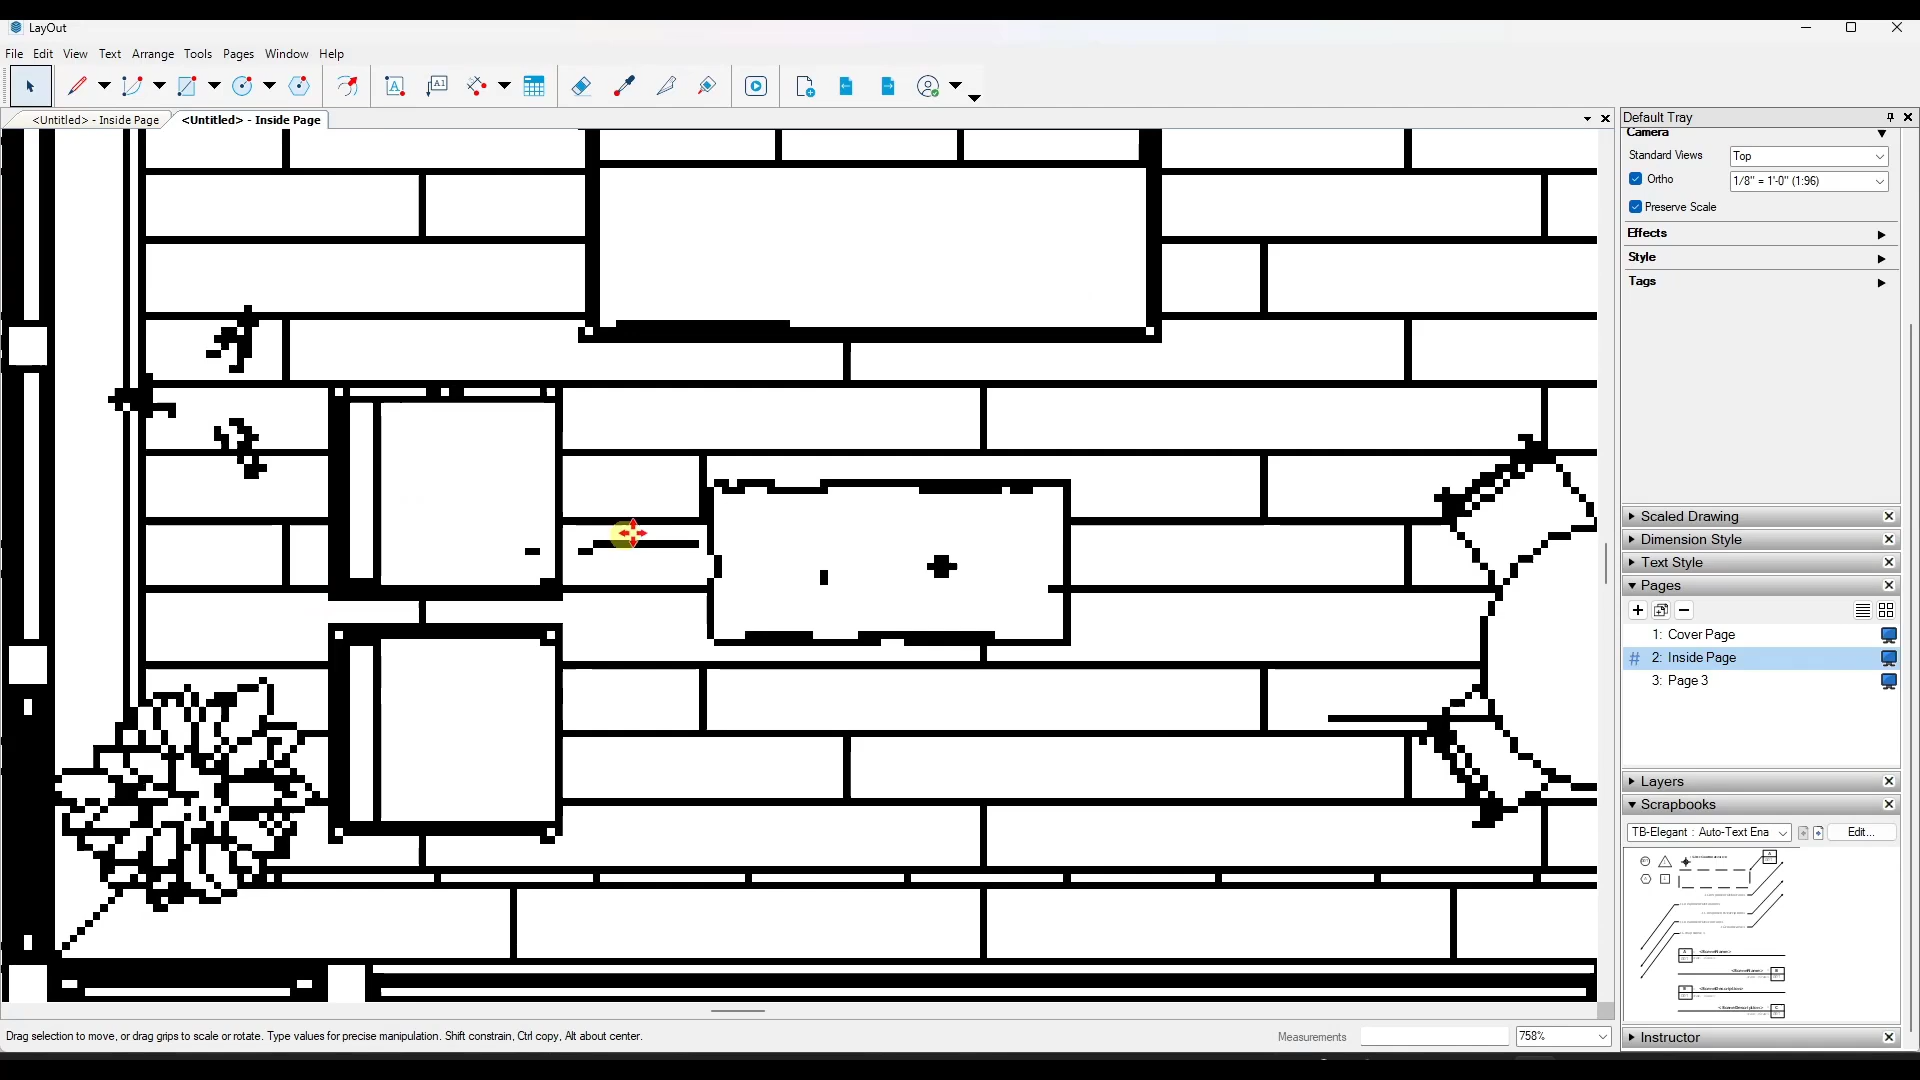 LayOut
File Edit View Text Arrange Tools Pages Window Help
<Untitled> - Inside Page
<Untitled> - Inside Page
Default Tray
Camera
Standard Views Top
Ortho 1/8" = 1'-0" (1:96)
Preserve Scale
Effects
Style
Tags
Scaled Drawing
Dimension Style
Text Style
Pages
1: Cover Page
# 2: Inside Page
3: Page 3
Layers
Scrapbooks
TB-Elegant : Auto-Text Ena Edit...
Instructor
Drag selection to move, or drag grips to scale or rotate. Type values for precise manipulation. Shift constrain, Ctrl copy, Alt about center.
Measurements 758%